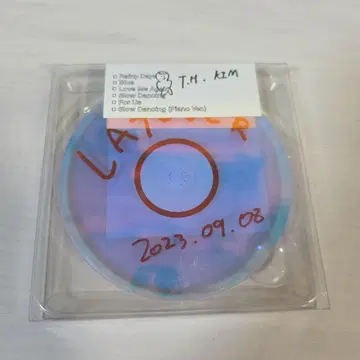 Rainy Days
Blue
Love Me Again
Slow Dancing
For Us
Slow Dancing (Piano Ver.)
T.H. KIM
LAYOVER
2023.09.08